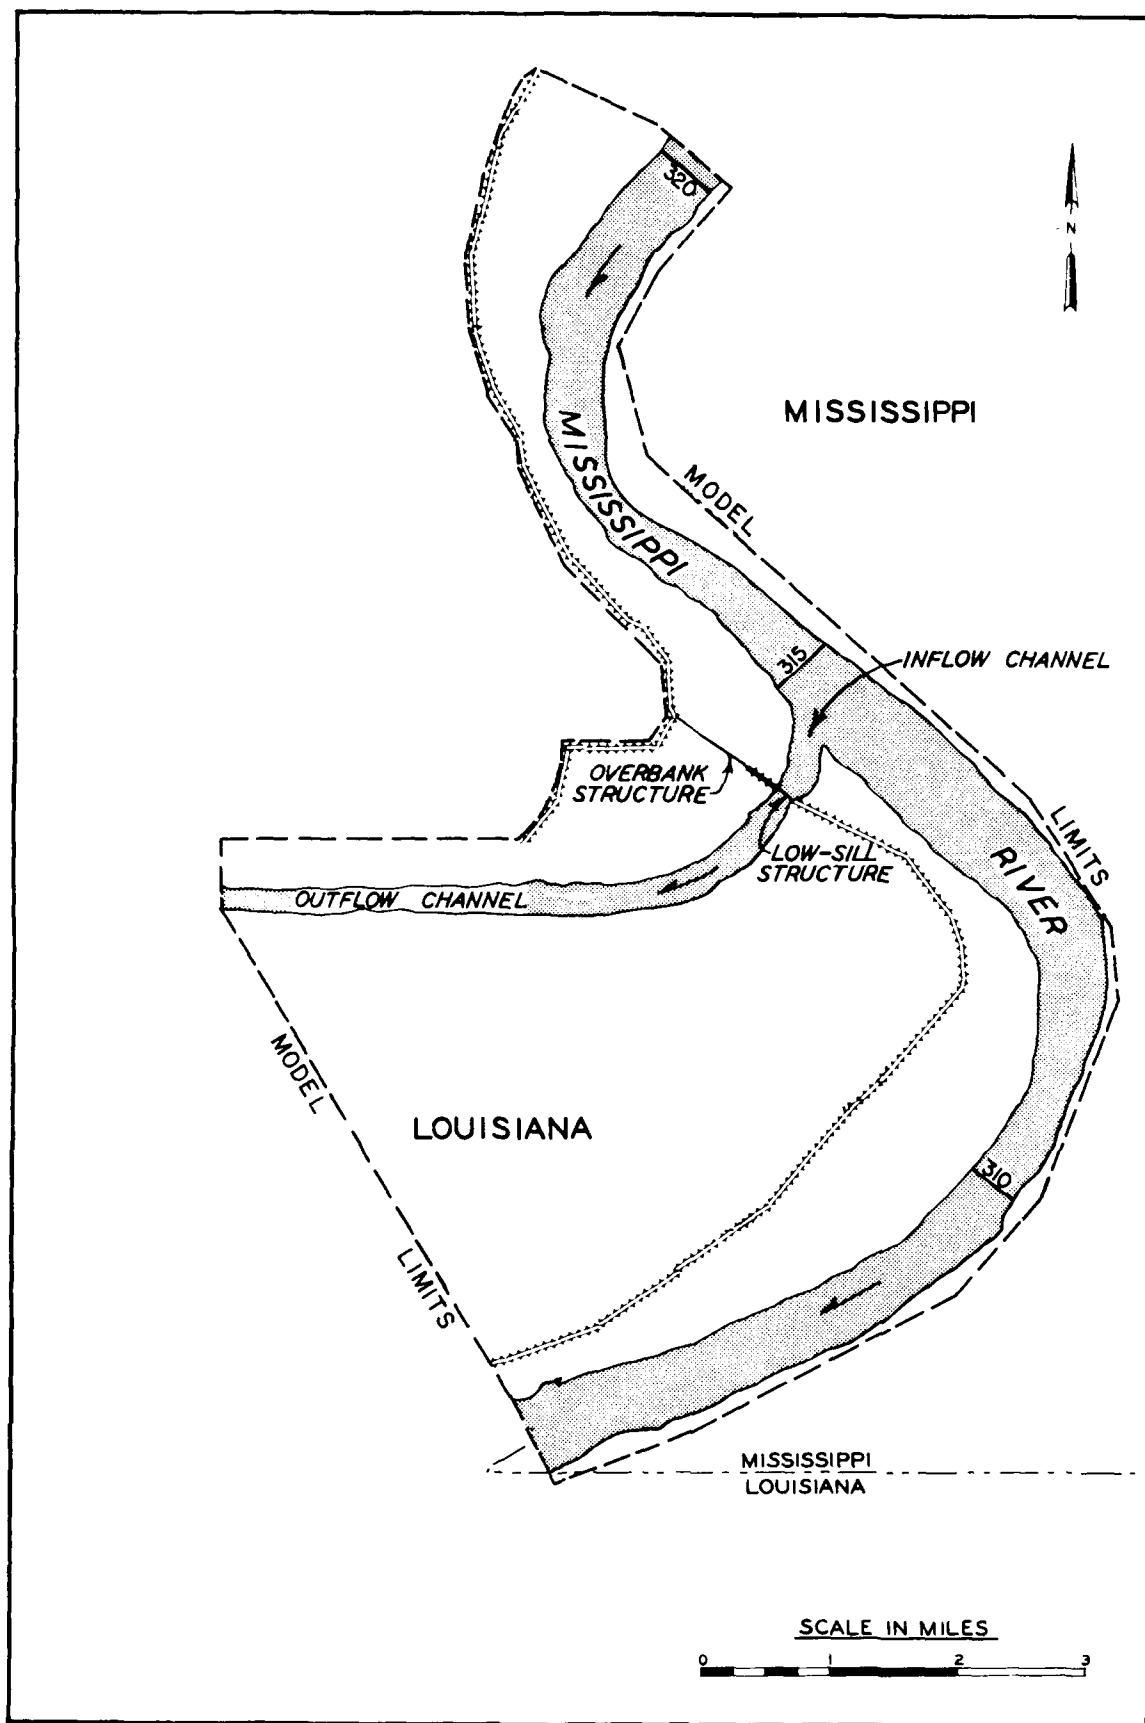 320
N
MISSISSIPPI
MISSISSIPPI
MODEL
315
INFLOW CHANNEL
OVERBANK
STRUCTURE
LIMITS
LOW-SILL
STRUCTURE
RIVER
OUTFLOW CHANNEL
MODEL
LOUISIANA
310
LIMITS
MISSISSIPPI
LOUISIANA
SCALE IN MILES
0 1 2 3